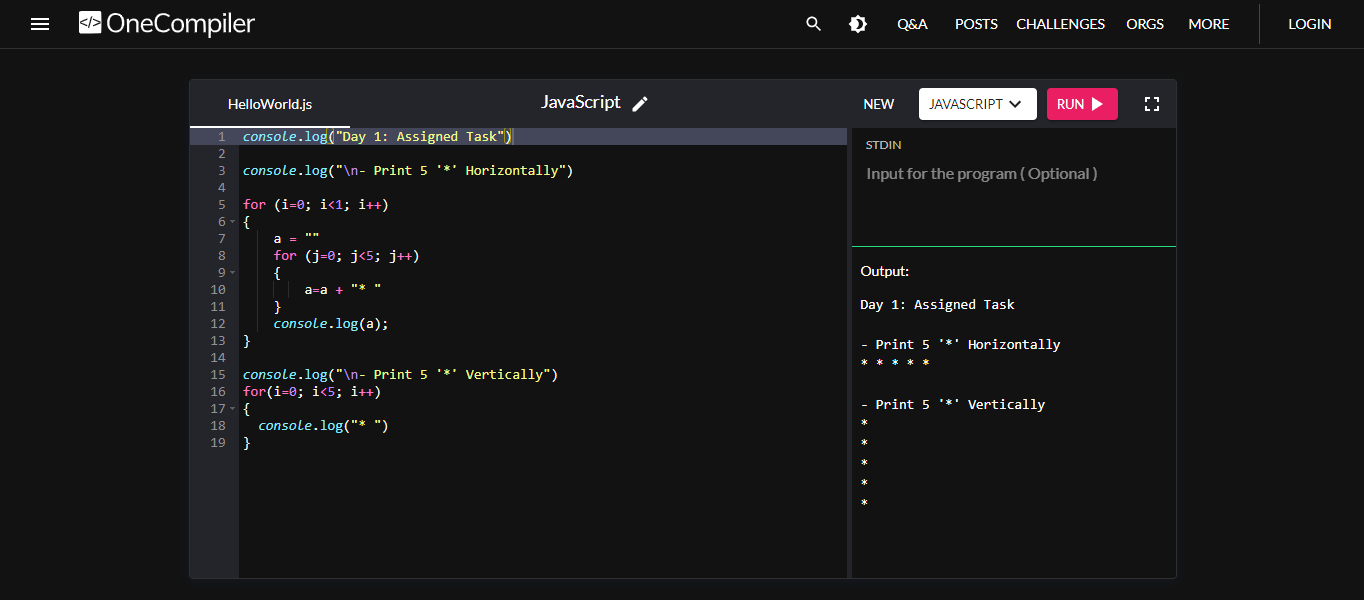 </> OneCompiler Q&A POSTS CHALLENGES ORGS MORE LOGIN
HelloWorld.js JavaScript NEW JAVASCRIPT RUN
1 console.log("Day 1: Assigned Task")
2
3 console.log("\n- Print 5 '*' Horizontally")
4
5 for (i=0; i<1; i++)
6 {
7     a = ""
8     for (j=0; j<5; j++)
9     {
10         a=a + "* "
11     }
12     console.log(a);
13 }
14
15 console.log("\n- Print 5 '*' Vertically")
16 for(i=0; i<5; i++)
17 {
18   console.log("* ")
19 }
STDIN
Input for the program ( Optional )
Output:
Day 1: Assigned Task
- Print 5 '*' Horizontally
* * * * *
- Print 5 '*' Vertically
*
*
*
*
*